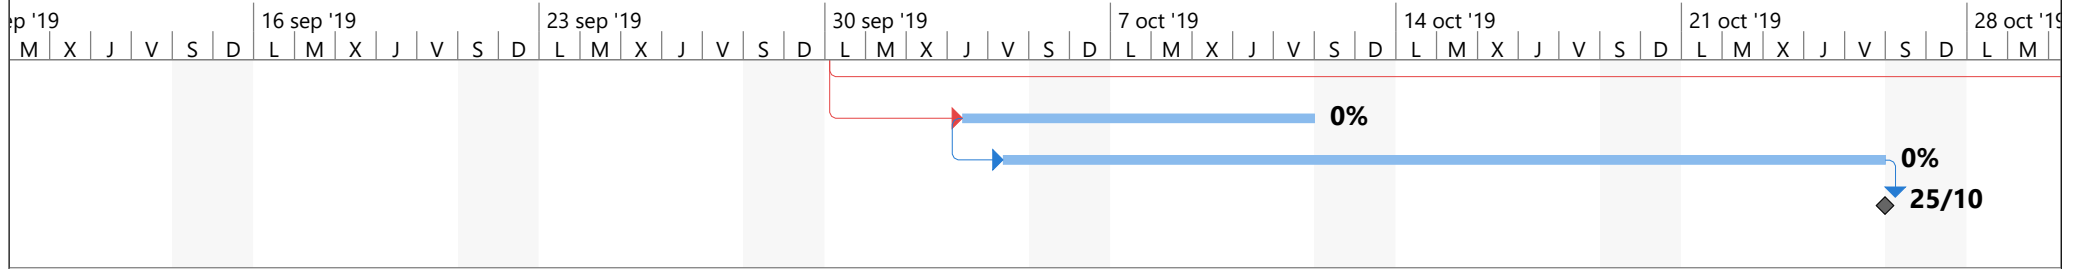 ep '19 16 sep '19 23 sep '19 30 sep '19 7 oct '19 14 oct '19 21 oct '19 28 oct '19
M X J V S D L M X J V S D L M X J V S D L M X J V S D L M X J V S D L M X J V S D L M X J V S D L M
0%
0%
25/10